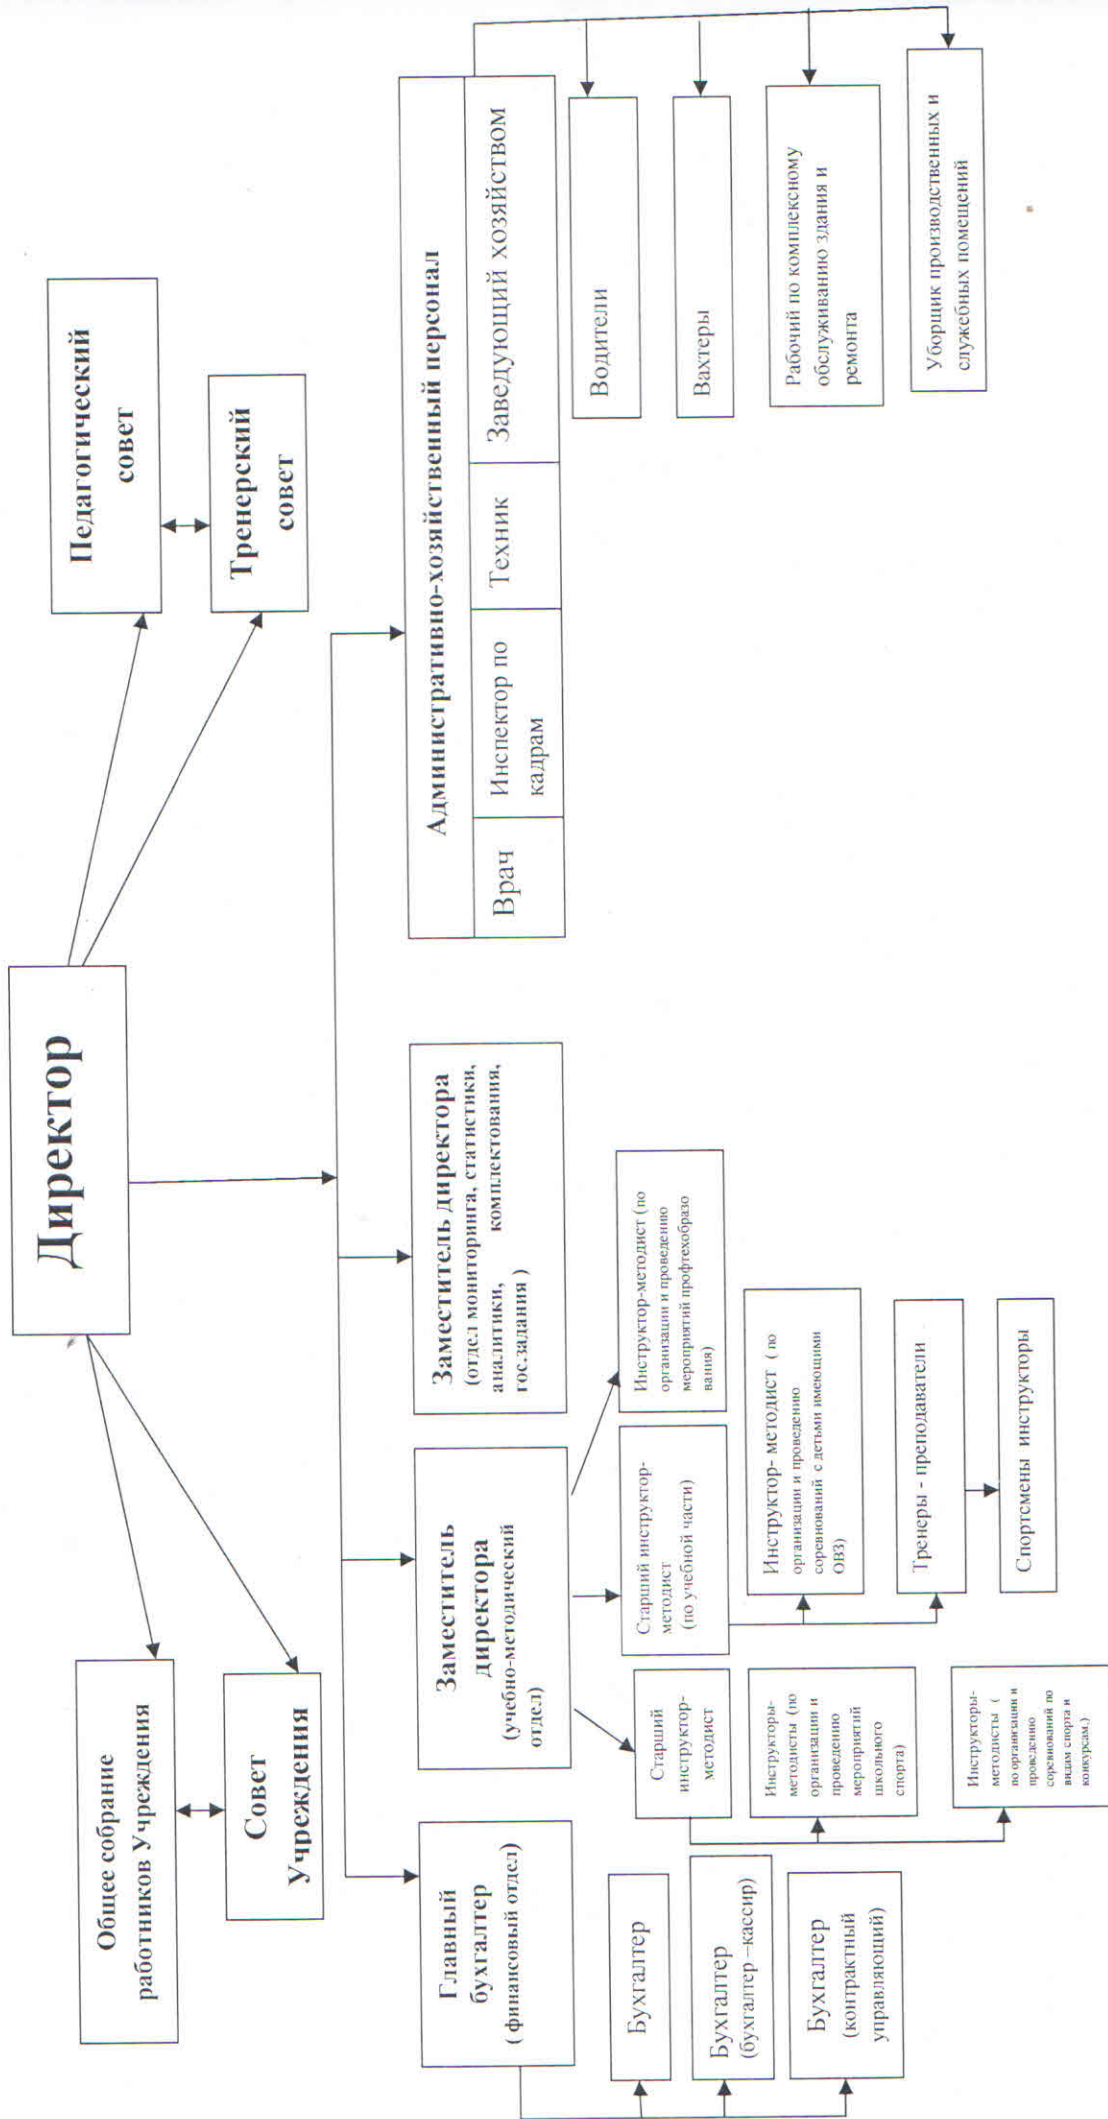 Директор
Общее собрание
работников Учреждения
Совет
Учреждения
Педагогический
совет
Тренерский
совет
Главный
бухгалтер
( финансовый отдел)
Бухгалтер
Бухгалтер
(бухгалтер –кассир)
Бухгалтер
(контрактный
управляющий)
Заместитель
директора
(учебно-методический
отдел)
Старший
инструктор-
методист
Инструкторы-
методисты (по
организации и
проведению
мероприятий
школьного
спорта)
Инструкторы-
методисты (
по организации и
проведению
соревнований по
видам спорта и
конкурсам.)
Старший инструктор-
методист
(по учебной части)
Инструктор- методист ( по
организации и проведению
соревнований с детьми имеющими
ОВЗ)
Тренеры - преподаватели
Спортсмены инструкторы
Инструктор-методист (по
организации и проведению
мероприятий профтехобразо
вания)
Заместитель директора
(отдел мониторинга, статистики,
аналитики, комплектования,
гос.задания )
Административно-хозяйственный персонал
Врач
Инспектор по
кадрам
Техник
Заведующий хозяйством
Водители
Вахтеры
Рабочий по комплексному
обслуживанию здания и
ремонта
Уборщик производственных и
служебных помещений